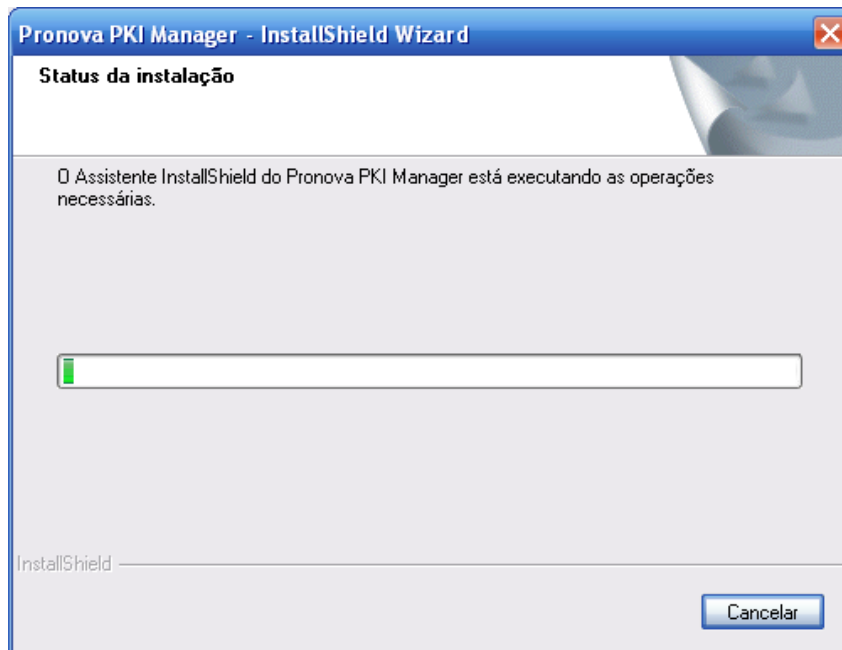 Pronova PKI Manager - InstallShield Wizard
Status da instalação
O Assistente InstallShield do Pronova PKI Manager está executando as operações
necessárias.
InstallShield
Cancelar